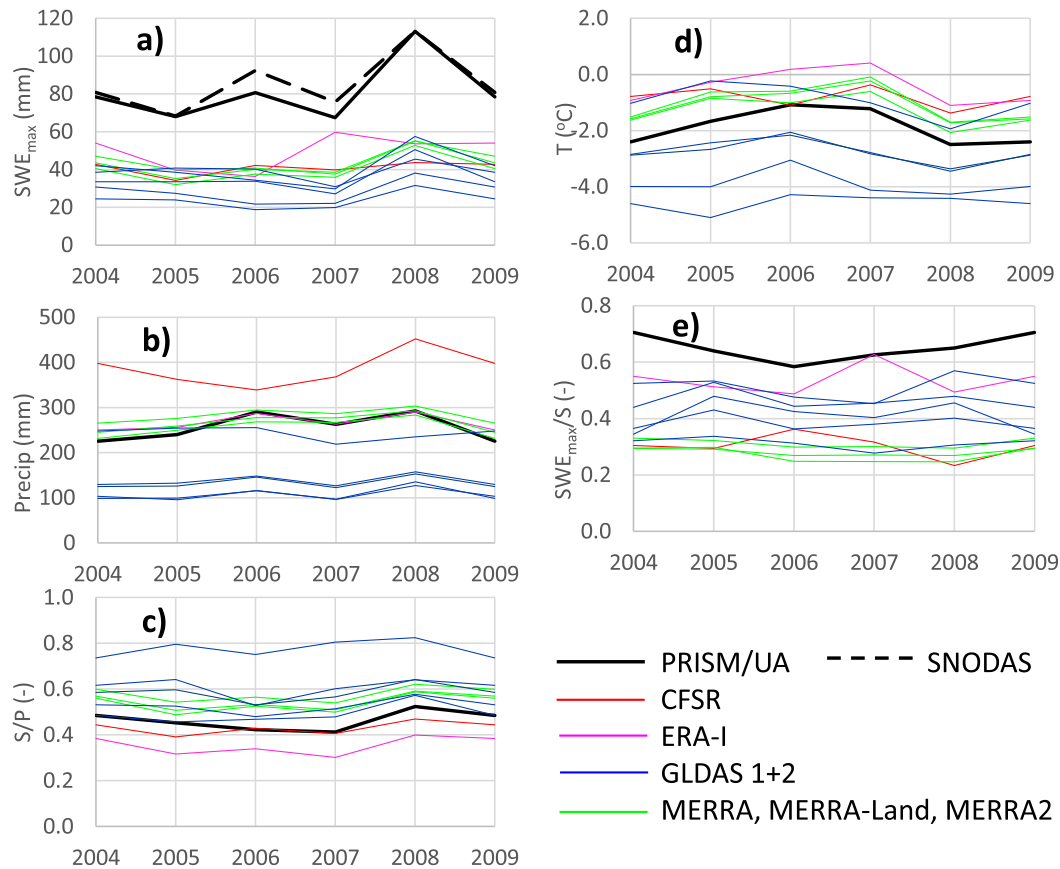 a)
SWEmax (mm)
120
100
80
60
40
20
0
2004 2005 2006 2007 2008 2009
d)
T (°C)
2.0
0.0
-2.0
-4.0
-6.0
2004 2005 2006 2007 2008 2009
b)
Precip (mm)
500
400
300
200
100
0
2004 2005 2006 2007 2008 2009
e)
SWEmax/S (-)
0.8
0.6
0.4
0.2
0.0
2004 2005 2006 2007 2008 2009
c)
S/P (-)
1.0
0.8
0.6
0.4
0.2
0.0
2004 2005 2006 2007 2008 2009
PRISM/UA SNODAS
CFSR
ERA-I
GLDAS 1+2
MERRA, MERRA-Land, MERRA2